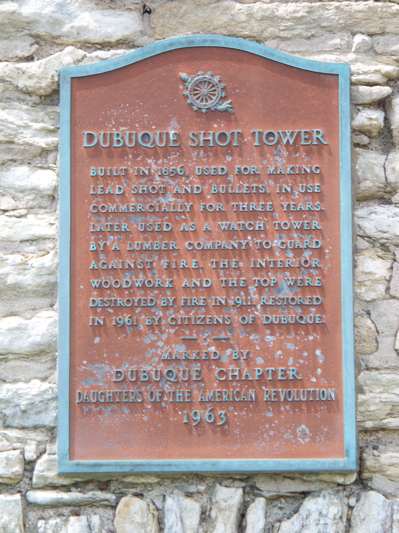 DUBUQUE SHOT TOWER
BUILT IN 1856. USED FOR MAKING
LEAD SHOT AND BULLETS. IN USE
COMMERCIALLY FOR THREE YEARS.
LATER USED AS A WATCH TOWER
BY A LUMBER COMPANY TO GUARD
AGAINST FIRE. THE INTERIOR
WOODWORK AND THE TOP WERE
DESTROYED BY FIRE IN 1911. RESTORED
IN 1961 BY CITIZENS OF DUBUQUE.
MARKED BY
DUBUQUE CHAPTER
DAUGHTERS OF THE AMERICAN REVOLUTION
1963